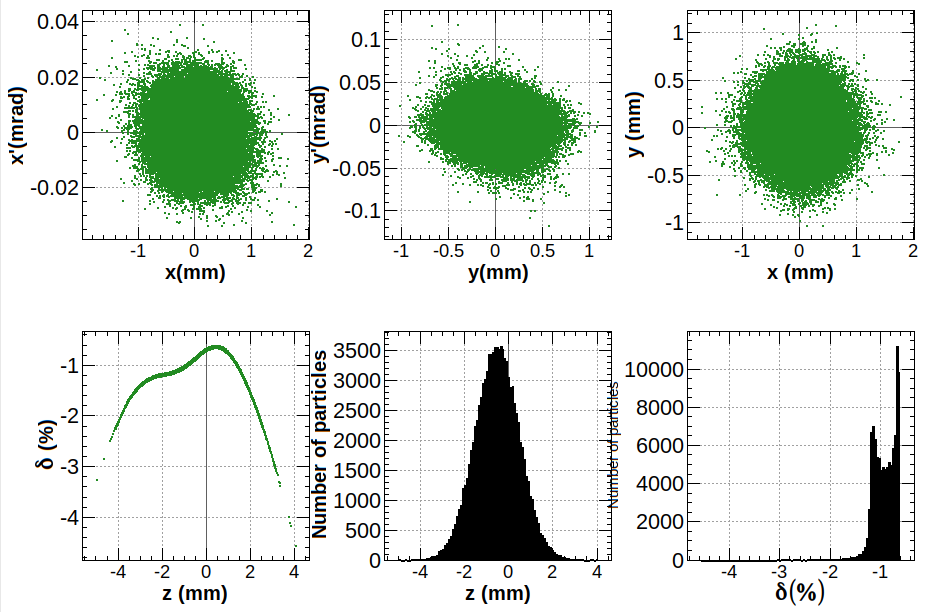 0.04
0.02
0
-0.02
x'(mrad)
-1 0 1 2
x(mm)
0.1
0.05
0
-0.05
-0.1
y'(mrad)
-1 -0.5 0 0.5 1
y(mm)
1
0.5
0
-0.5
-1
y (mm)
-1 0 1 2
x (mm)
-1
-2
-3
-4
δ (%)
-4 -2 0 2 4
z (mm)
3500
3000
2500
2000
1500
1000
500
0
Number of particles
-4 -2 0 2 4
z (mm)
10000
8000
6000
4000
2000
0
Number of particles
-4 -3 -2 -1
δ(%)